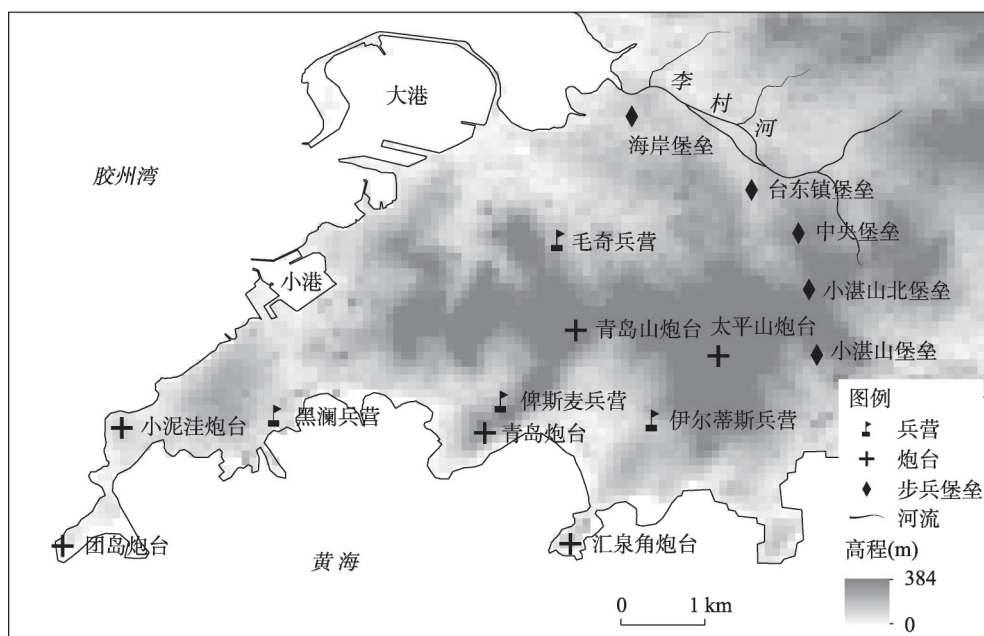 大港
李村河
海岸堡垒
胶州湾
台东镇堡垒
中央堡垒
毛奇兵营
小港
小湛山北堡垒
青岛山炮台
太平山炮台
小湛山堡垒
俾斯麦兵营
黑澜兵营
伊尔蒂斯兵营
小泥洼炮台
青岛炮台
团岛炮台
汇泉角炮台
黄海
0 1 km
图例
兵营
炮台
步兵堡垒
河流
高程(m)
384
0